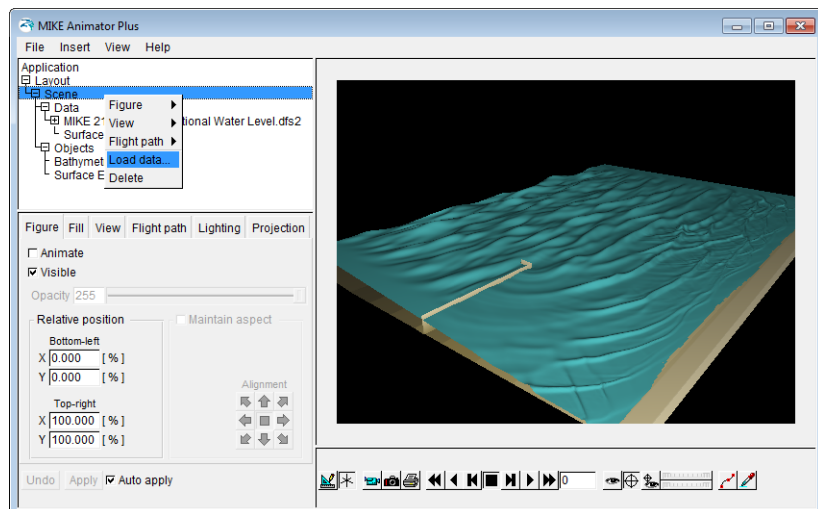 MIKE Animator Plus
File Insert View Help
Application
Layout
Scene
Data
MIKE 21 tional Water Level.dfs2
Surface
Objects
Bathymet
Surface E
Figure
View
Flight path
Load data...
Delete
Figure Fill View Flight path Lighting Projection
Animate
Visible
Opacity 255
Relative position
Maintain aspect
Bottom-left
X 0.000 [ % ]
Y 0.000 [ % ]
Alignment
Top-right
X 100.000 [ % ]
Y 100.000 [ % ]
Undo Apply Auto apply
0